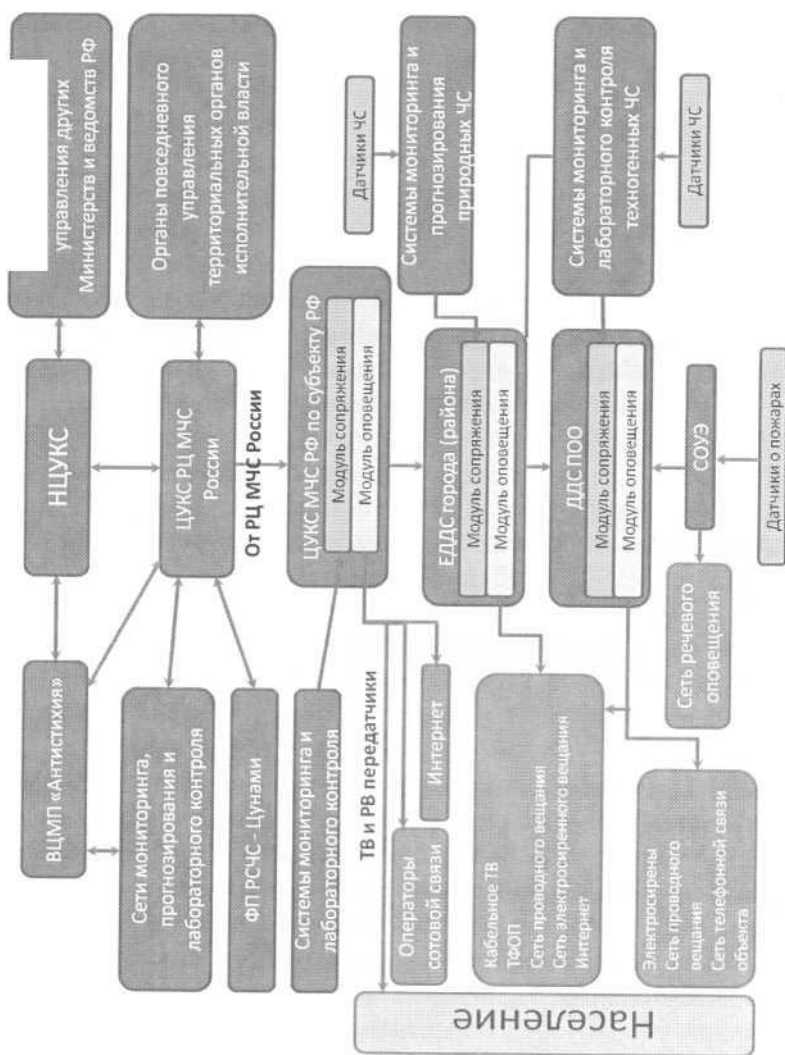 управления других
Министерств и ведомств РФ
НЦУКС
ВЦМП «Антистихия»
Органы повседневного
управления
территориальных органов
исполнительной власти
ЦУКС РЦ МЧС
России
Сети мониторинга,
прогнозирования и
лабораторного контроля
ФП РСЧС - Цунами
От РЦ МЧС России
Системы мониторинга и
лабораторного контроля
ЦУКС МЧС РФ по субъекту РФ
Модуль сопряжения
Модуль оповещения
Датчики ЧС
Системы мониторинга и
прогнозирования
природных ЧС
ТВ и РВ передатчики
Операторы
сотовой связи
Интернет
ЕДДС города (района)
Модуль сопряжения
Модуль оповещения
Кабельное ТВ
ТФОП
Сеть проводного вещания
Сеть электросиренного вещания
Интернет
ДДС ПОО
Модуль сопряжения
Модуль оповещения
Системы мониторинга и
лабораторного контроля
техногенных ЧС
Датчики ЧС
СОУЭ
Сеть речевого
оповещения
Датчики о пожарах
Электросирены
Сеть проводного
вещания
Сеть телефонной связи
объекта
Население